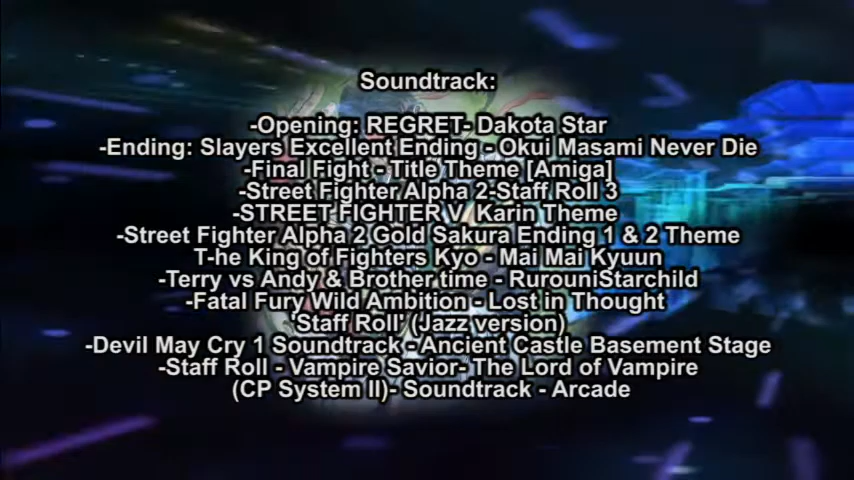 Soundtrack:
-Opening: REGRET- Dakota Star
-Ending: Slayers Excellent Ending - Okui Masami Never Die
-Final Fight - Title Theme [Amiga]
-Street Fighter Alpha 2-Staff Roll 3
-STREET FIGHTER V, Karin Theme
-Street Fighter Alpha 2 Gold Sakura Ending 1 & 2 Theme
T-he King of Fighters Kyo - Mai Mai Kyuun
-Terry vs Andy & Brother time - RurouniStarchild
-Fatal Fury Wild Ambition - Lost in Thought
'Staff Roll' (Jazz version)
-Devil May Cry 1 Soundtrack - Ancient Castle Basement Stage
-Staff Roll - Vampire Savior- The Lord of Vampire
(CP System II)- Soundtrack - Arcade